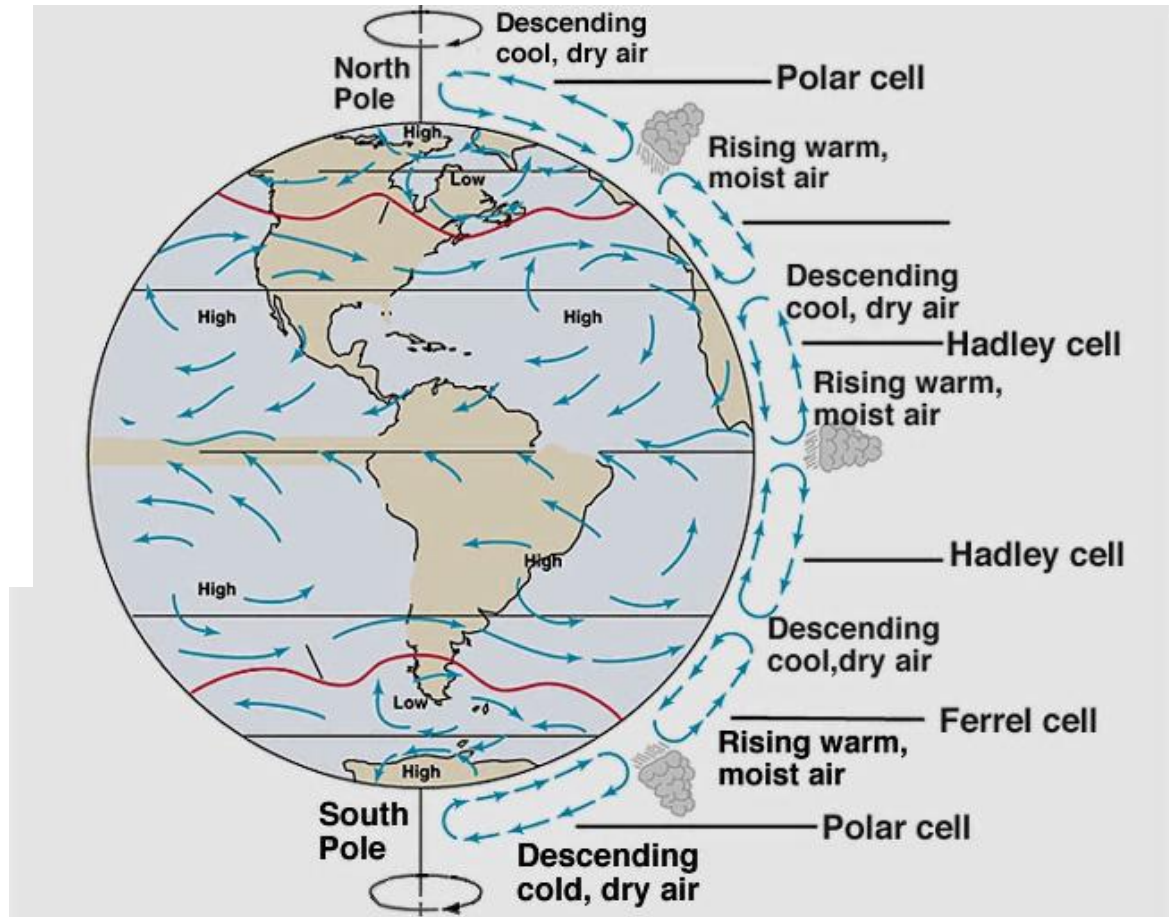 Descending
cool, dry air
North
Pole
Polar cell
High
Rising warm,
moist air
Low
Descending
cool, dry air
High
High
Hadley cell
Rising warm,
moist air
Hadley cell
High
High
Descending
cool,dry air
Low
Ferrel cell
Rising warm,
moist air
High
South
Pole
Polar cell
Descending
cold, dry air